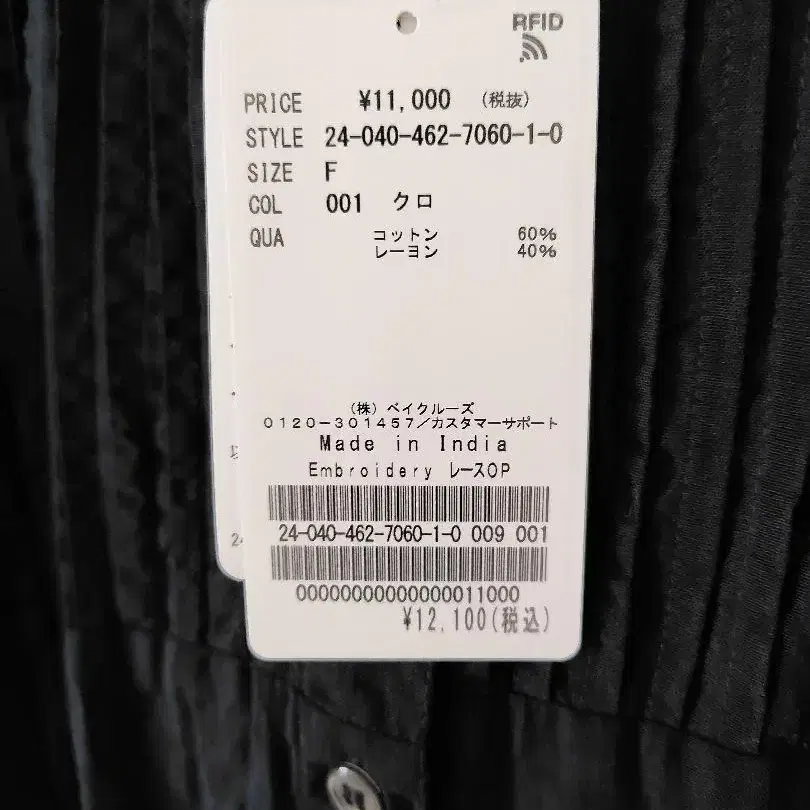 RFID
PRICE ¥11,000 (税抜)
STYLE 24-040-462-7060-1-0
SIZE F
COL 001 クロ
QUA コットン 60%
レーヨン 40%
(株) ベイクルーズ
0120-301457/カスタマーサポート
Made in India
Embroidery レースOP
24-040-462-7060-1-0 009 001
00000000000000011000
¥12,100(税込)
24